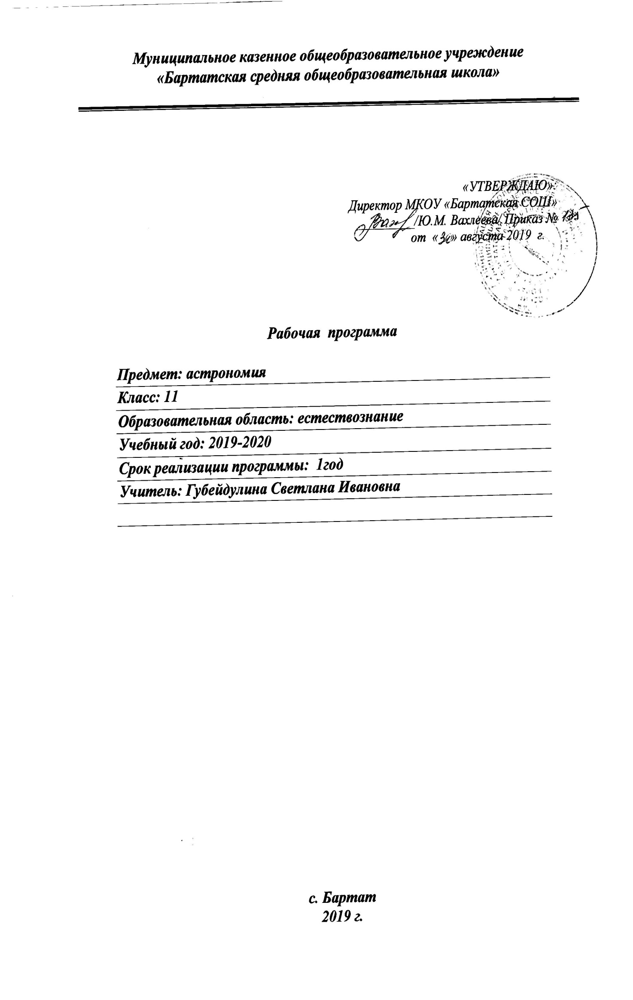 Муниципальное казенное общеобразовательное учреждение
«Бартатская средняя общеобразовательная школа»
«УТВЕРЖДАЮ»:
Директор МКОУ «Бартатская СОШ»
/Ю.М. Вахлеева/ Приказ №
от « » августа 2019 г.
Рабочая программа
Предмет: астрономия
Класс: 11
Образовательная область: естествознание
Учебный год: 2019-2020
Срок реализации программы: 1год
Учитель: Губейдулина Светлана Ивановна
с. Бартат
2019 г.